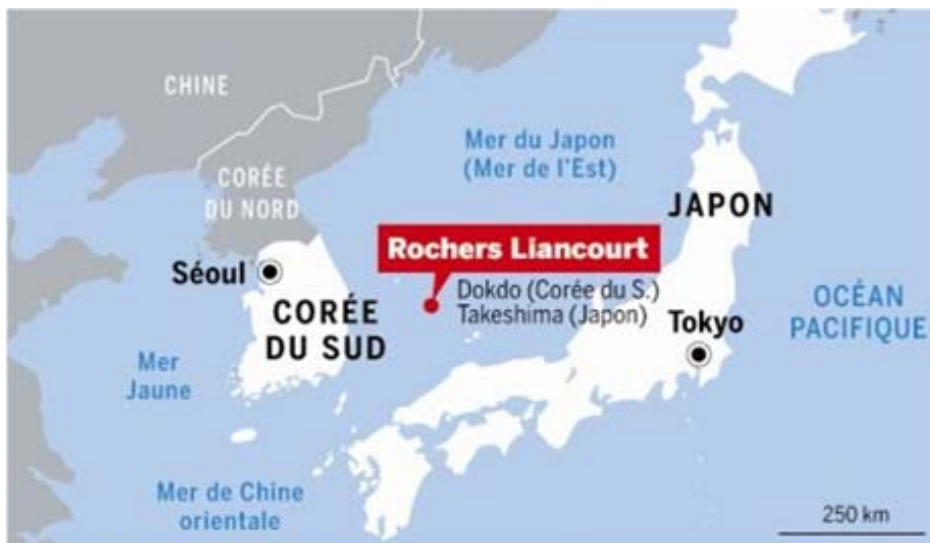 CHINE
Mer du Japon
(Mer de l'Est)
CORÉE
DU NORD
JAPON
Rochers Liancourt
Séoul
Dokdo (Corée du S.)
Takeshima (Japon)
CORÉE
DU SUD
Tokyo
OCÉAN
PACIFIQUE
Mer
Jaune
Mer de Chine
orientale
250 km